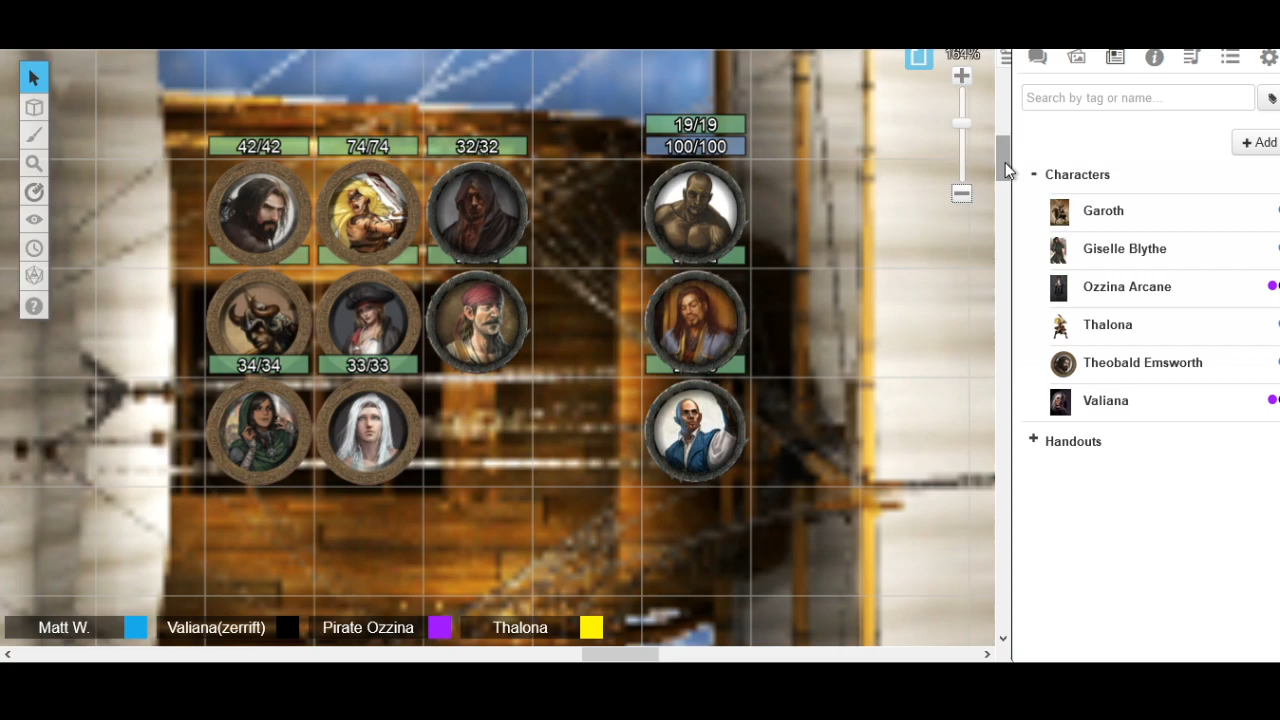 164%
Search by tag or name...
19/19
42/42 74/74 32/32 100/100
+ Add
- Characters
Garoth
Giselle Blythe
Ozzina Arcane
Thalona
34/34 33/33
Theobald Emsworth
Valiana
+ Handouts
Matt W. Valiana(zerrift) Pirate Ozzina Thalona